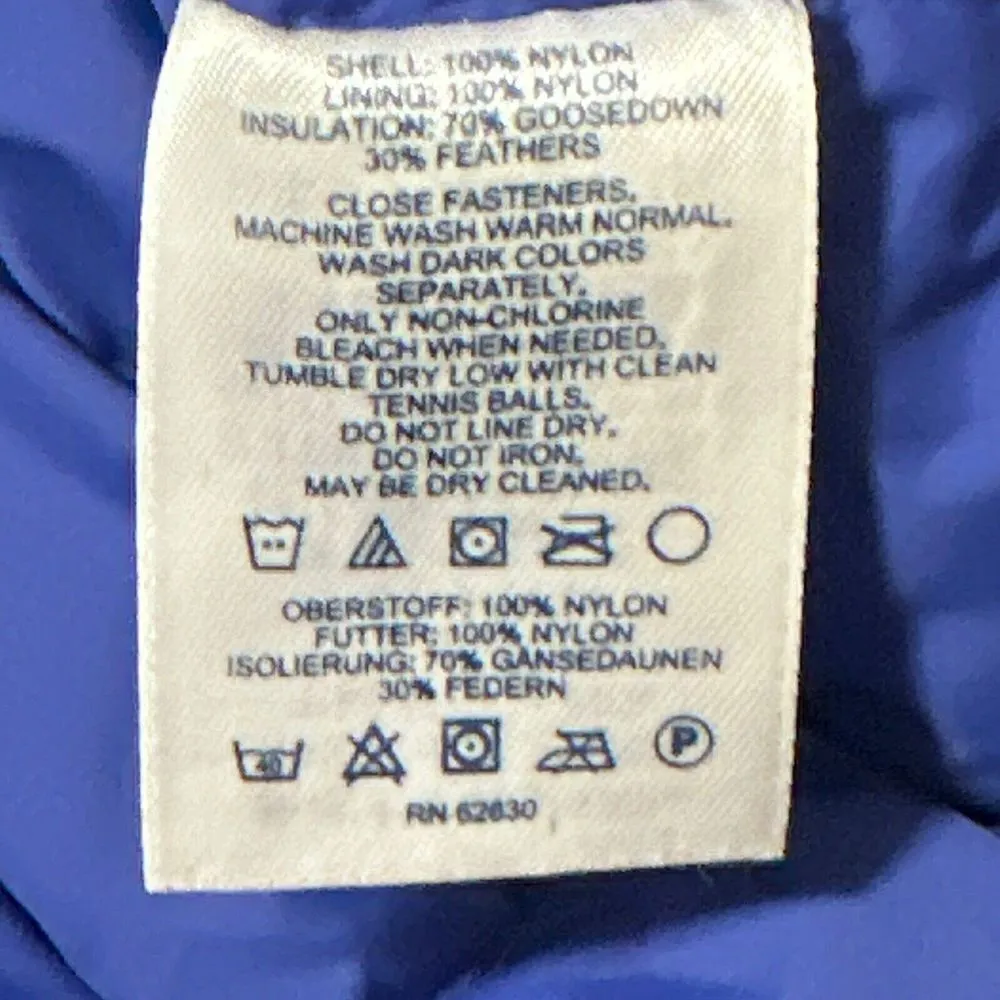 SHELL: 100% NYLON
LINING: 100% NYLON
INSULATION: 70% GOOSEDOWN
30% FEATHERS
CLOSE FASTENERS.
MACHINE WASH WARM NORMAL.
WASH DARK COLORS
SEPARATELY.
ONLY NON-CHLORINE
BLEACH WHEN NEEDED.
TUMBLE DRY LOW WITH CLEAN
TENNIS BALLS.
DO NOT LINE DRY.
DO NOT IRON.
MAY BE DRY CLEANED.
OBERSTOFF: 100% NYLON
FUTTER: 100% NYLON
ISOLIERUNG: 70% GÄNSEDAUNEN
30% FEDERN
40 P
RN 62630